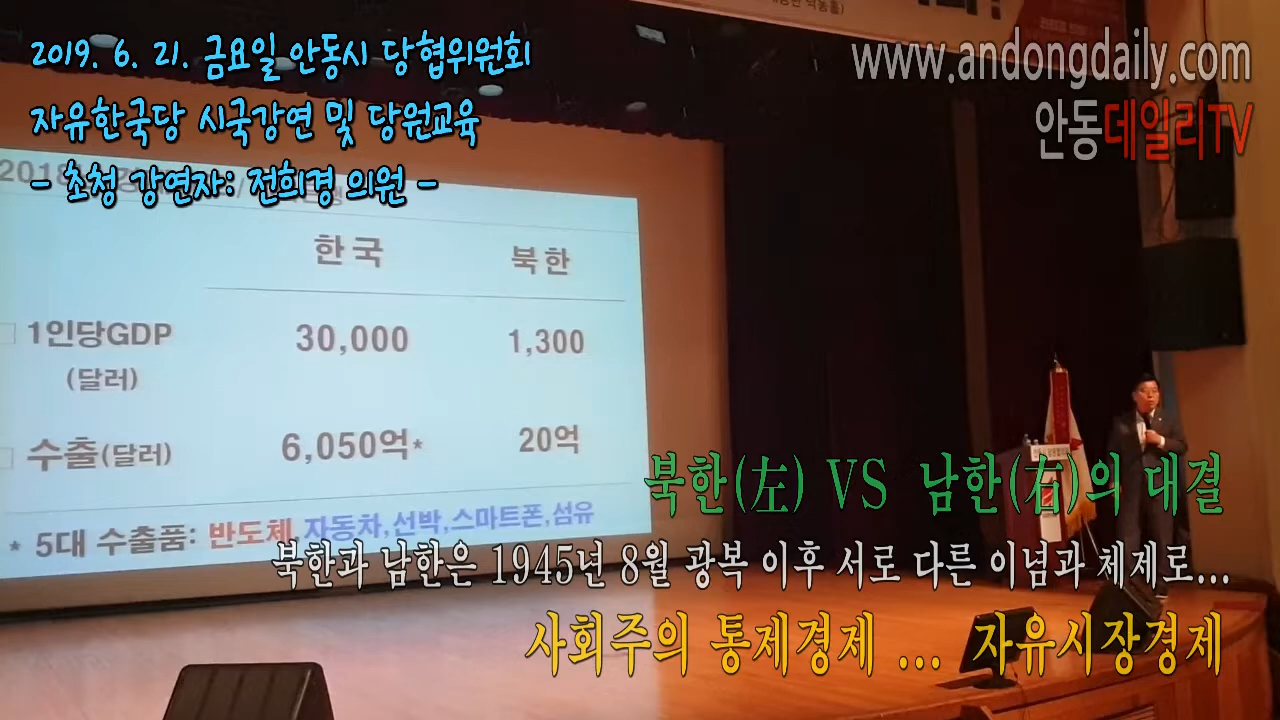 2019. 6. 21. 금요일 안동시 당협위원회
자유한국당 시국강연 및 당원교육
- 초청 강연자: 전희경 의원 -
www.andongdaily.com
안동데일리TV
2018
한국 북한
1인당GDP 30,000 1,300
(달러)
수출(달러) 6,050억* 20억
* 5대 수출품: 반도체,자동차,선박,스마트폰,섬유
북한(左) VS 남한(右)의 대결
북한과 남한은 1945년 8월 광복 이후 서로 다른 이념과 체제로...
사회주의 통제경제 ... 자유시장경제